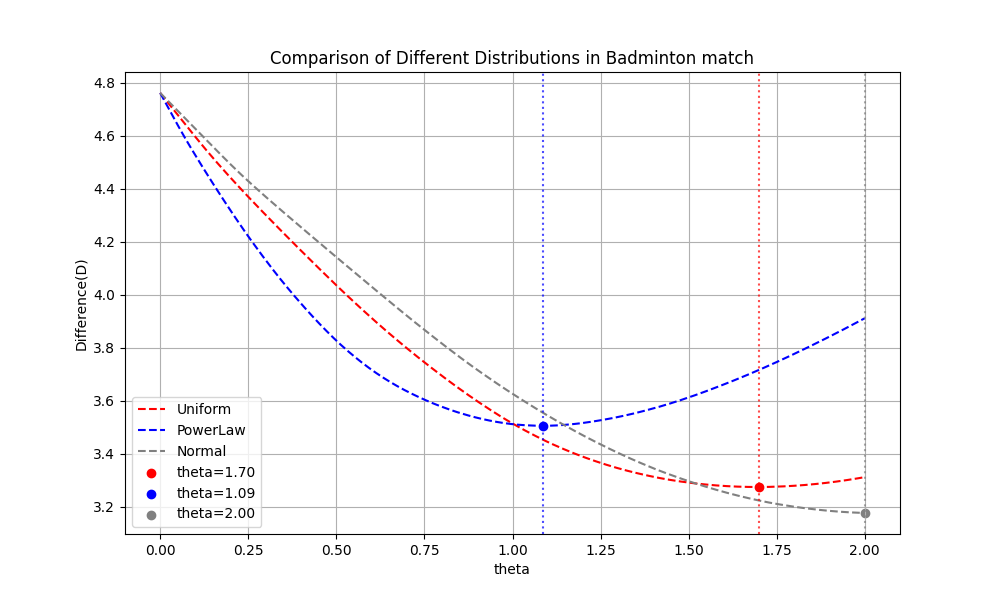 Comparison of Different Distributions in Badminton match
Difference(D)
4.8
4.6
4.4
4.2
4.0
3.8
3.6
3.4
3.2
Uniform
PowerLaw
Normal
theta=1.70
theta=1.09
theta=2.00
0.00 0.25 0.50 0.75 1.00 1.25 1.50 1.75 2.00
theta